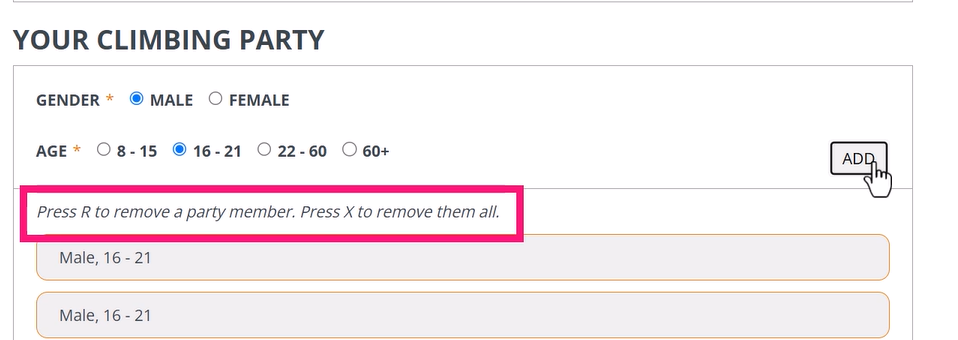 YOUR CLIMBING PARTY
GENDER * MALE FEMALE
AGE * 8 - 15 16 - 21 22 - 60 60+
ADD
Press R to remove a party member. Press X to remove them all.
Male, 16 - 21
Male, 16 - 21